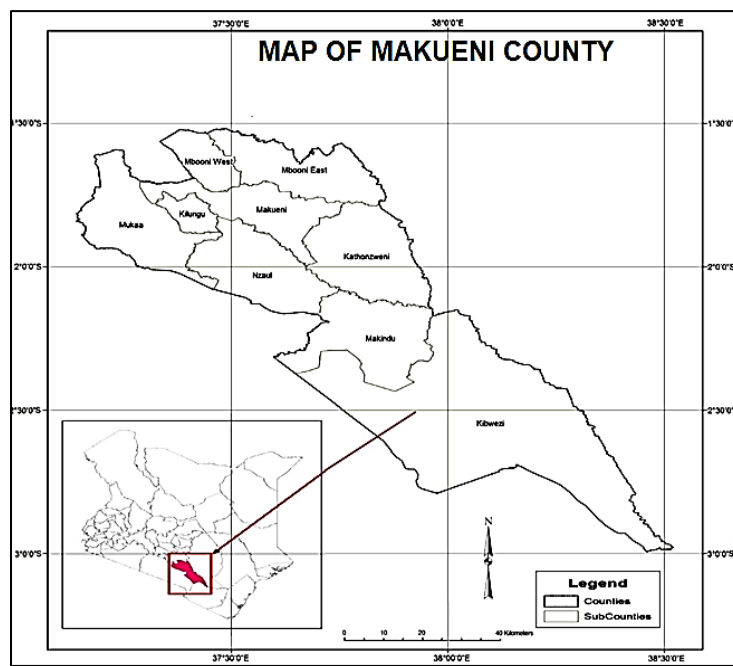 37°30'0"E
38°0'0"E
38°30'0"E
MAP OF MAKUENI COUNTY
1°30'0"S
1°30'0"S
Mbooni West
Mbooni East
Kilungu
Makueni
Mukaa
Kathonzweni
2°0'0"S
2°0'0"S
Nzaui
Makindu
2°30'0"S
2°30'0"S
Kibwezi
N
3°0'0"S
3°0'0"S
Legend
Counties
SubCounties
0 5 10 20 30 40 Kilometers
37°30'0"E
38°0'0"E
38°30'0"E